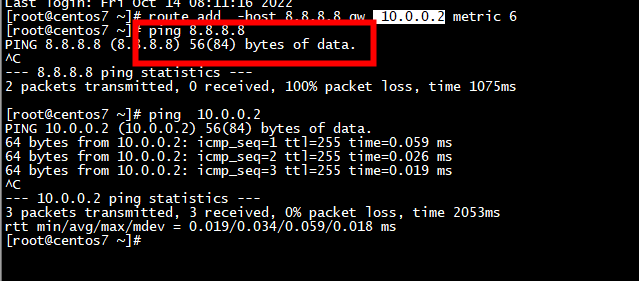 Last login: Fri Oct 14 08:11:16 2022
[root@centos7 ~]# route add  -host 8.8.8.8 gw  10.0.0.2 metric 6
[root@centos7 ~]# ping 8.8.8.8
PING 8.8.8.8 (8.8.8.8) 56(84) bytes of data.
^C
--- 8.8.8.8 ping statistics ---
2 packets transmitted, 0 received, 100% packet loss, time 1075ms
[root@centos7 ~]# ping  10.0.0.2
PING 10.0.0.2 (10.0.0.2) 56(84) bytes of data.
64 bytes from 10.0.0.2: icmp_seq=1 ttl=255 time=0.059 ms
64 bytes from 10.0.0.2: icmp_seq=2 ttl=255 time=0.026 ms
64 bytes from 10.0.0.2: icmp_seq=3 ttl=255 time=0.019 ms
^C
--- 10.0.0.2 ping statistics ---
3 packets transmitted, 3 received, 0% packet loss, time 2053ms
rtt min/avg/max/mdev = 0.019/0.034/0.059/0.018 ms
[root@centos7 ~]#